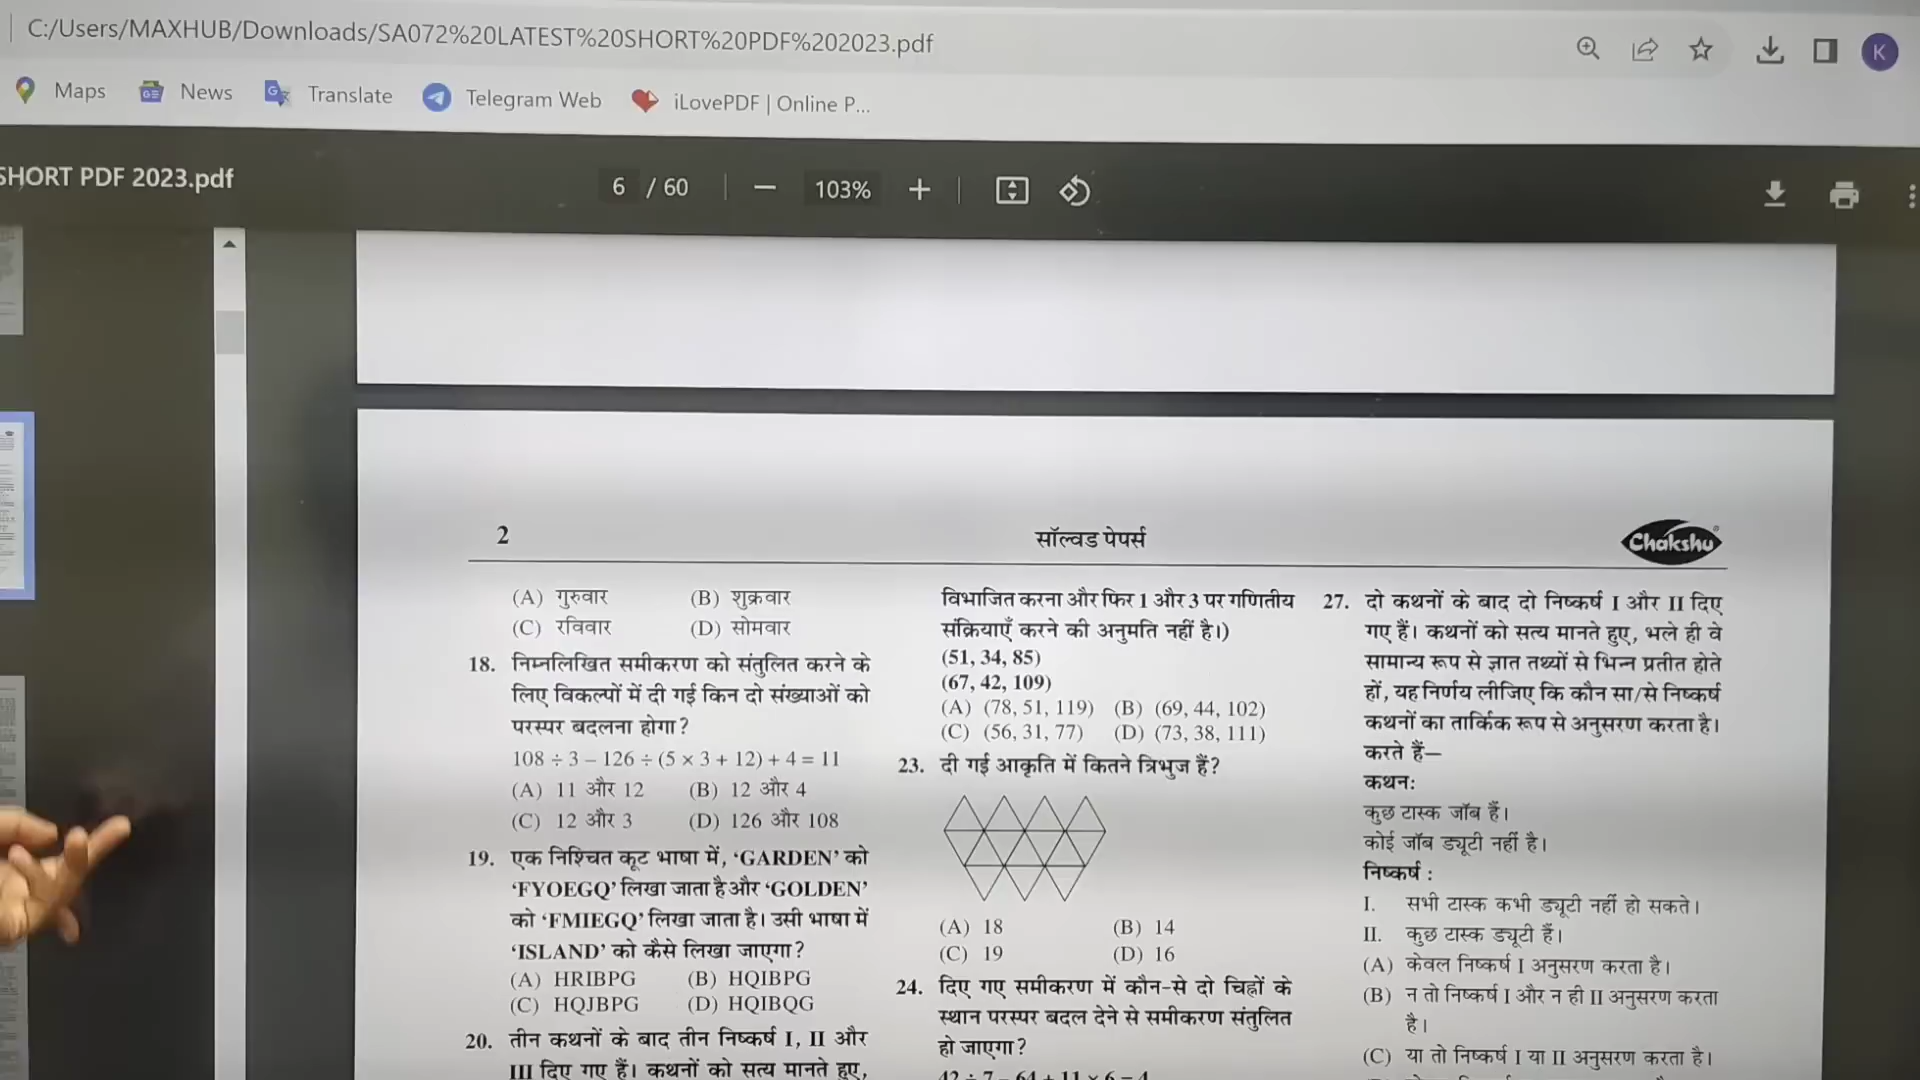 C:/Users/MAXHUB/Downloads/SA072%20LATEST%20SHORT%20PDF%202023.pdf
K
Maps
News
Translate
Telegram Web
iLovePDF | Online P...
SHORT PDF 2023.pdf
6 / 60
103%
2
सॉल्वड पेपर्स
Chakshu
(A) गुरुवार (B) शुक्रवार
(C) रविवार (D) सोमवार
18. निम्नलिखित समीकरण को संतुलित करने के
लिए विकल्पों में दी गई किन दो संख्याओं को
परस्पर बदलना होगा?
108 ÷ 3 – 126 ÷ (5 × 3 + 12) + 4 = 11
(A) 11 और 12 (B) 12 और 4
(C) 12 और 3 (D) 126 और 108
19. एक निश्चित कूट भाषा में, ‘GARDEN’ को
‘FYOEGQ’ लिखा जाता है और ‘GOLDEN’
को ‘FMIEGQ’ लिखा जाता है। उसी भाषा में
‘ISLAND’ को कैसे लिखा जाएगा?
(A) HRIBPG (B) HQIBPG
(C) HQJBPG (D) HQIBQG
20. तीन कथनों के बाद तीन निष्कर्ष I, II और
III दिए गए हैं। कथनों को सत्य मानते हुए,
विभाजित करना और फिर 1 और 3 पर गणितीय
संक्रियाएँ करने की अनुमति नहीं है।)
(51, 34, 85)
(67, 42, 109)
(A) (78, 51, 119) (B) (69, 44, 102)
(C) (56, 31, 77) (D) (73, 38, 111)
23. दी गई आकृति में कितने त्रिभुज हैं?
(A) 18 (B) 14
(C) 19 (D) 16
24. दिए गए समीकरण में कौन-से दो चिह्नों के
स्थान परस्पर बदल देने से समीकरण संतुलित
हो जाएगा?
42 ÷ 7 – 64 + 11 × 6 = 4
27. दो कथनों के बाद दो निष्कर्ष I और II दिए
गए हैं। कथनों को सत्य मानते हुए, भले ही वे
सामान्य रूप से ज्ञात तथ्यों से भिन्न प्रतीत होते
हों, यह निर्णय लीजिए कि कौन सा/से निष्कर्ष
कथनों का तार्किक रूप से अनुसरण करता है।
करते हैं—
कथन:
कुछ टास्क जॉब हैं।
कोई जॉब ड्यूटी नहीं है।
निष्कर्ष :
I. सभी टास्क कभी ड्यूटी नहीं हो सकते।
II. कुछ टास्क ड्यूटी हैं।
(A) केवल निष्कर्ष I अनुसरण करता है।
(B) न तो निष्कर्ष I और न ही II अनुसरण करता
है।
(C) या तो निष्कर्ष I या II अनुसरण करता है।